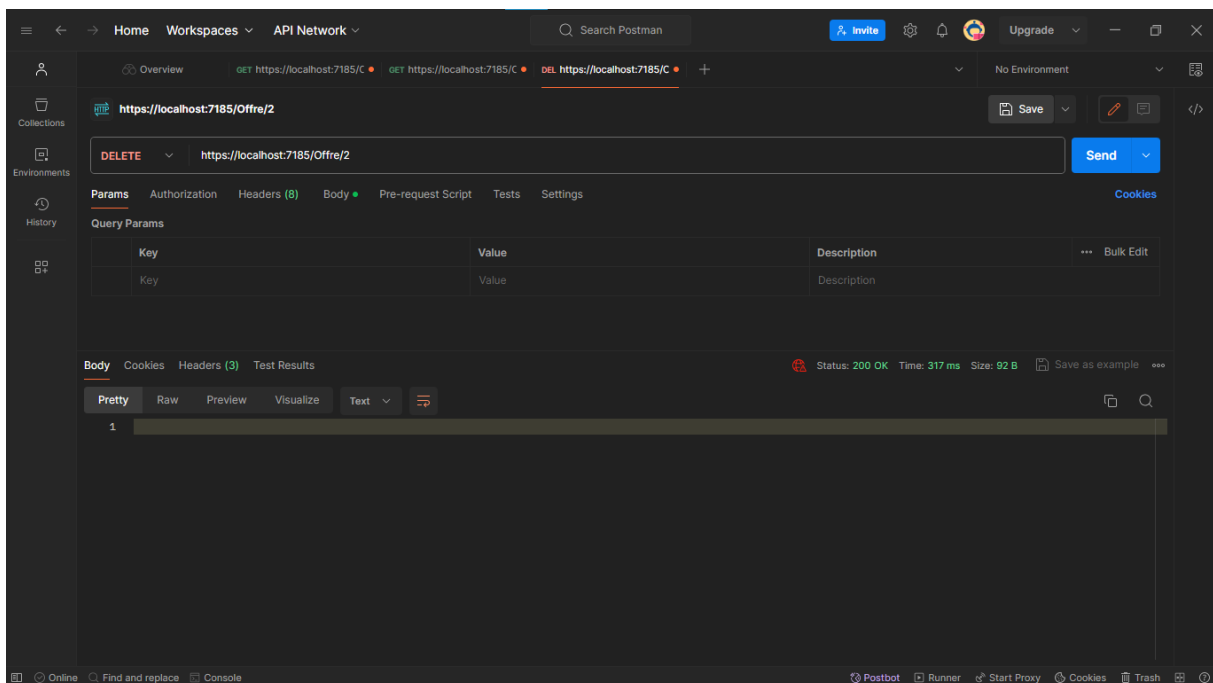 Home Workspaces API Network Search Postman Invite Upgrade
Overview GET https://localhost:7185/C GET https://localhost:7185/C DEL https://localhost:7185/C No Environment
HTTP https://localhost:7185/Offre/2 Save
Collections
DELETE https://localhost:7185/Offre/2 Send
Environments
Params Authorization Headers (8) Body Pre-request Script Tests Settings Cookies
History
Query Params
Key Value Description Bulk Edit
Key Value Description
Body Cookies Headers (3) Test Results Status: 200 OK Time: 317 ms Size: 92 B Save as example
Pretty Raw Preview Visualize Text
1
Online Find and replace Console Postbot Runner Start Proxy Cookies Trash